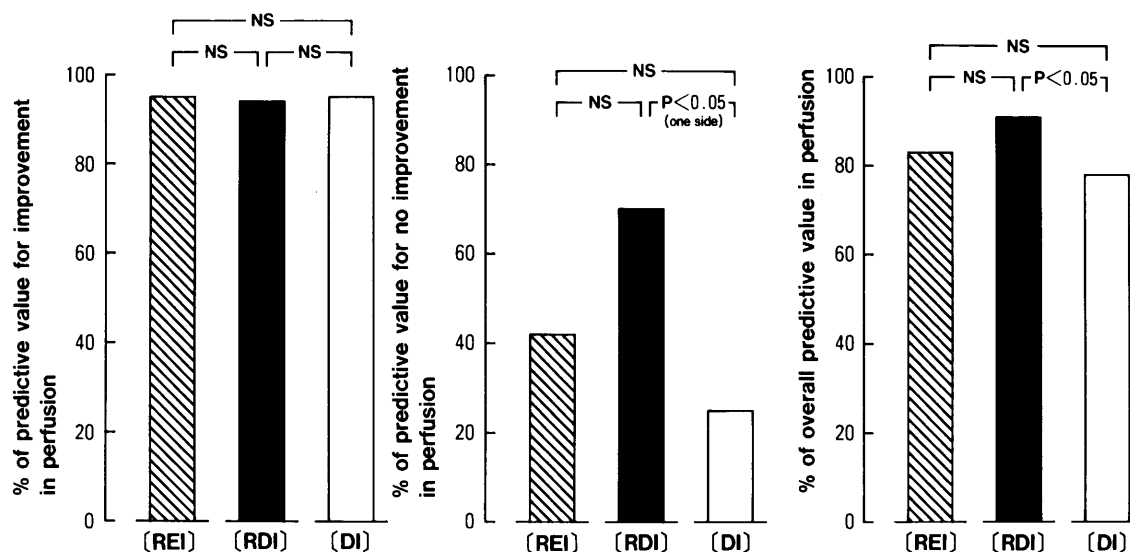 % of predictive value for improvement
in perfusion
NS
NS
NS
100
80
60
40
20
0
[REI]
[RDI]
[DI]
% of predictive value for no improvement
in perfusion
NS
NS
P<0.05
(one side)
100
80
60
40
20
0
[REI]
[RDI]
[DI]
% of overall predictive value in perfusion
NS
NS
P<0.05
100
80
60
40
20
0
[REI]
[RDI]
[DI]